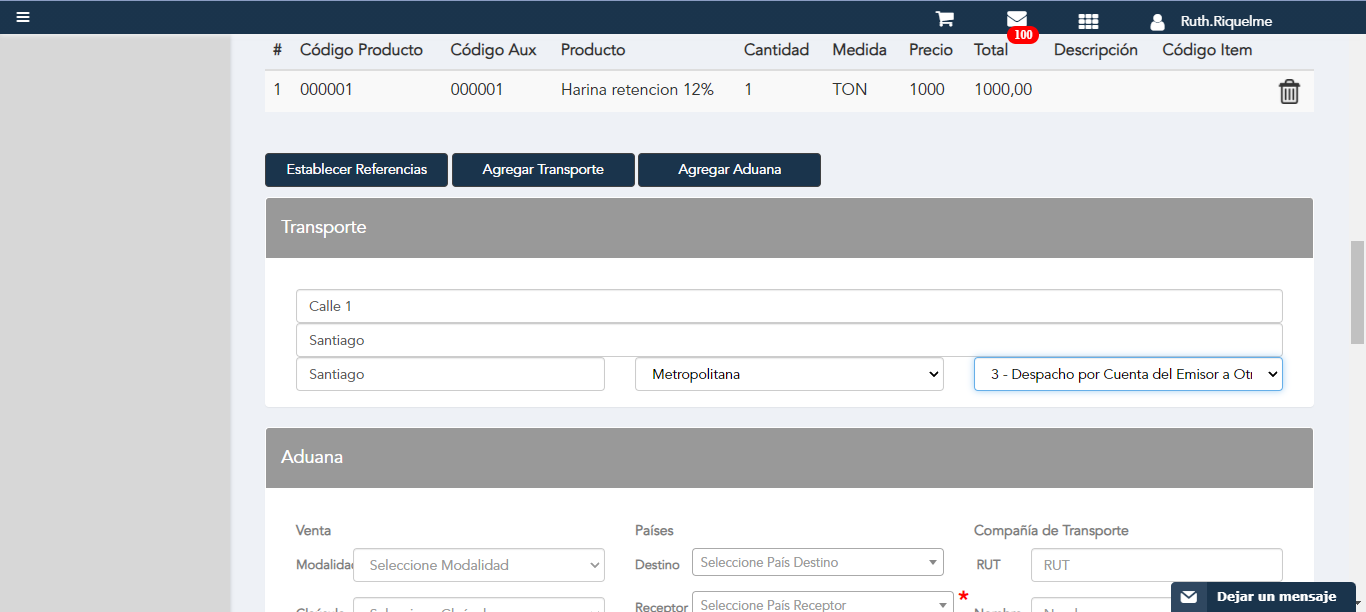 Ruth.Riquelme
100
# Código Producto Código Aux Producto Cantidad Medida Precio Total Descripción Código Item
1 000001 000001 Harina retencion 12% 1 TON 1000 1000,00
Establecer Referencias Agregar Transporte Agregar Aduana
Transporte
Calle 1
Santiago
Santiago Metropolitana 3 - Despacho por Cuenta del Emisor a Otr
Aduana
Venta Países Compañía de Transporte
Modalidad Seleccione Modalidad Destino Seleccione País Destino RUT RUT
Receptor Seleccione País Receptor *
Dejar un mensaje